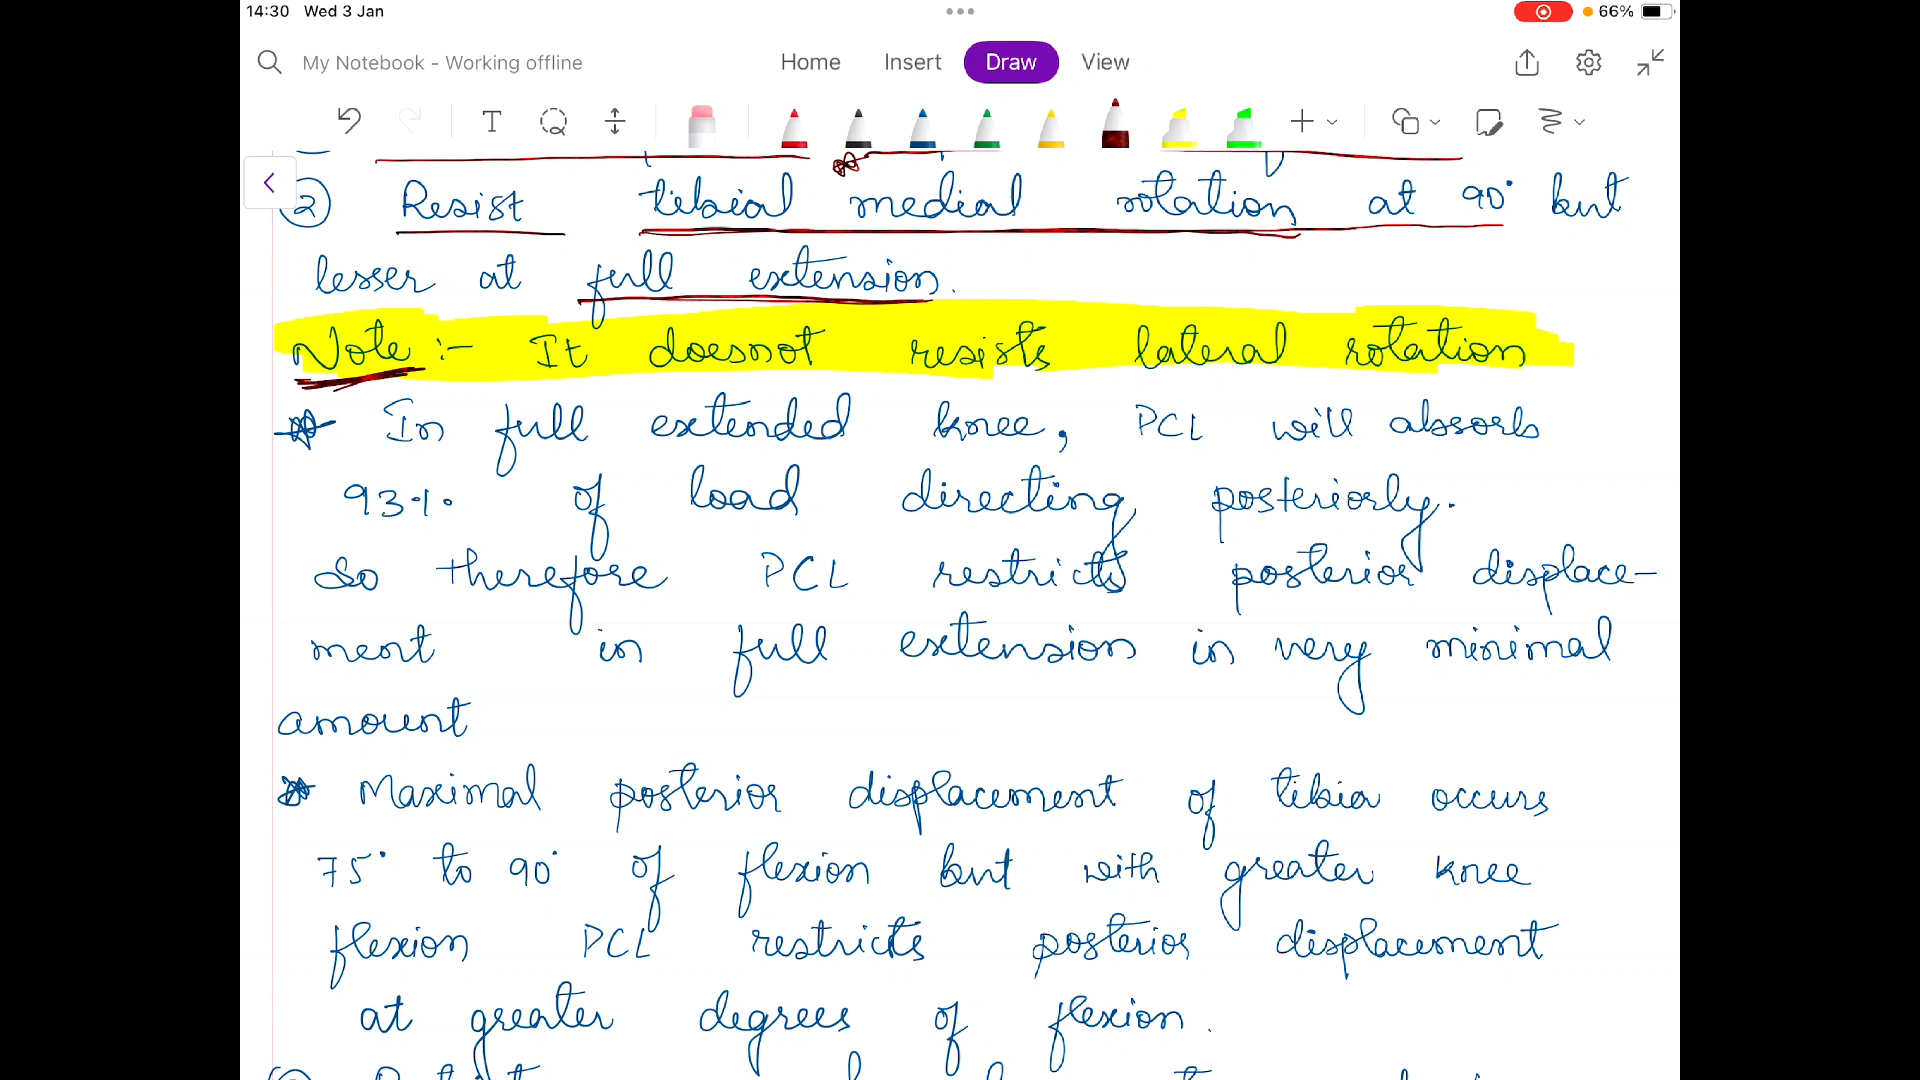 14:30 Wed 3 Jan
66%
My Notebook - Working offline
Home Insert Draw View
T
② Resist tibial medial rotation at 90° but
lesser at full extension.
Note :- It doesnot resists lateral rotation
In full extended knee, PCL will absorb
93% of load directing posteriorly.
So therefore PCL restricts posterior displace-
ment in full extension in very minimal
amount
Maximal posterior displacement of tibia occurs
75° to 90° of flexion but with greater knee
flexion PCL restricts posterior displacement
at greater degrees of flexion.